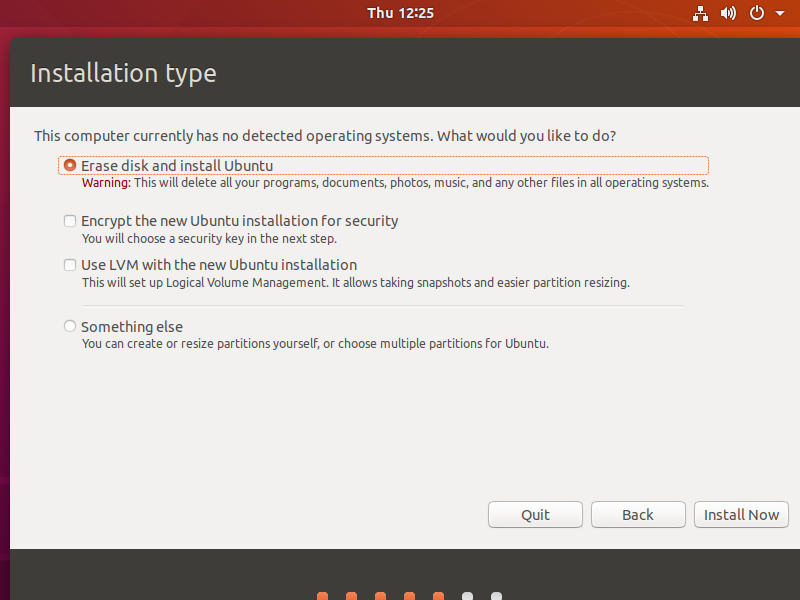 Thu 12:25
Installation type
This computer currently has no detected operating systems. What would you like to do?
Erase disk and install Ubuntu
Warning: This will delete all your programs, documents, photos, music, and any other files in all operating systems.
Encrypt the new Ubuntu installation for security
You will choose a security key in the next step.
Use LVM with the new Ubuntu installation
This will set up Logical Volume Management. It allows taking snapshots and easier partition resizing.
Something else
You can create or resize partitions yourself, or choose multiple partitions for Ubuntu.
Quit Back Install Now